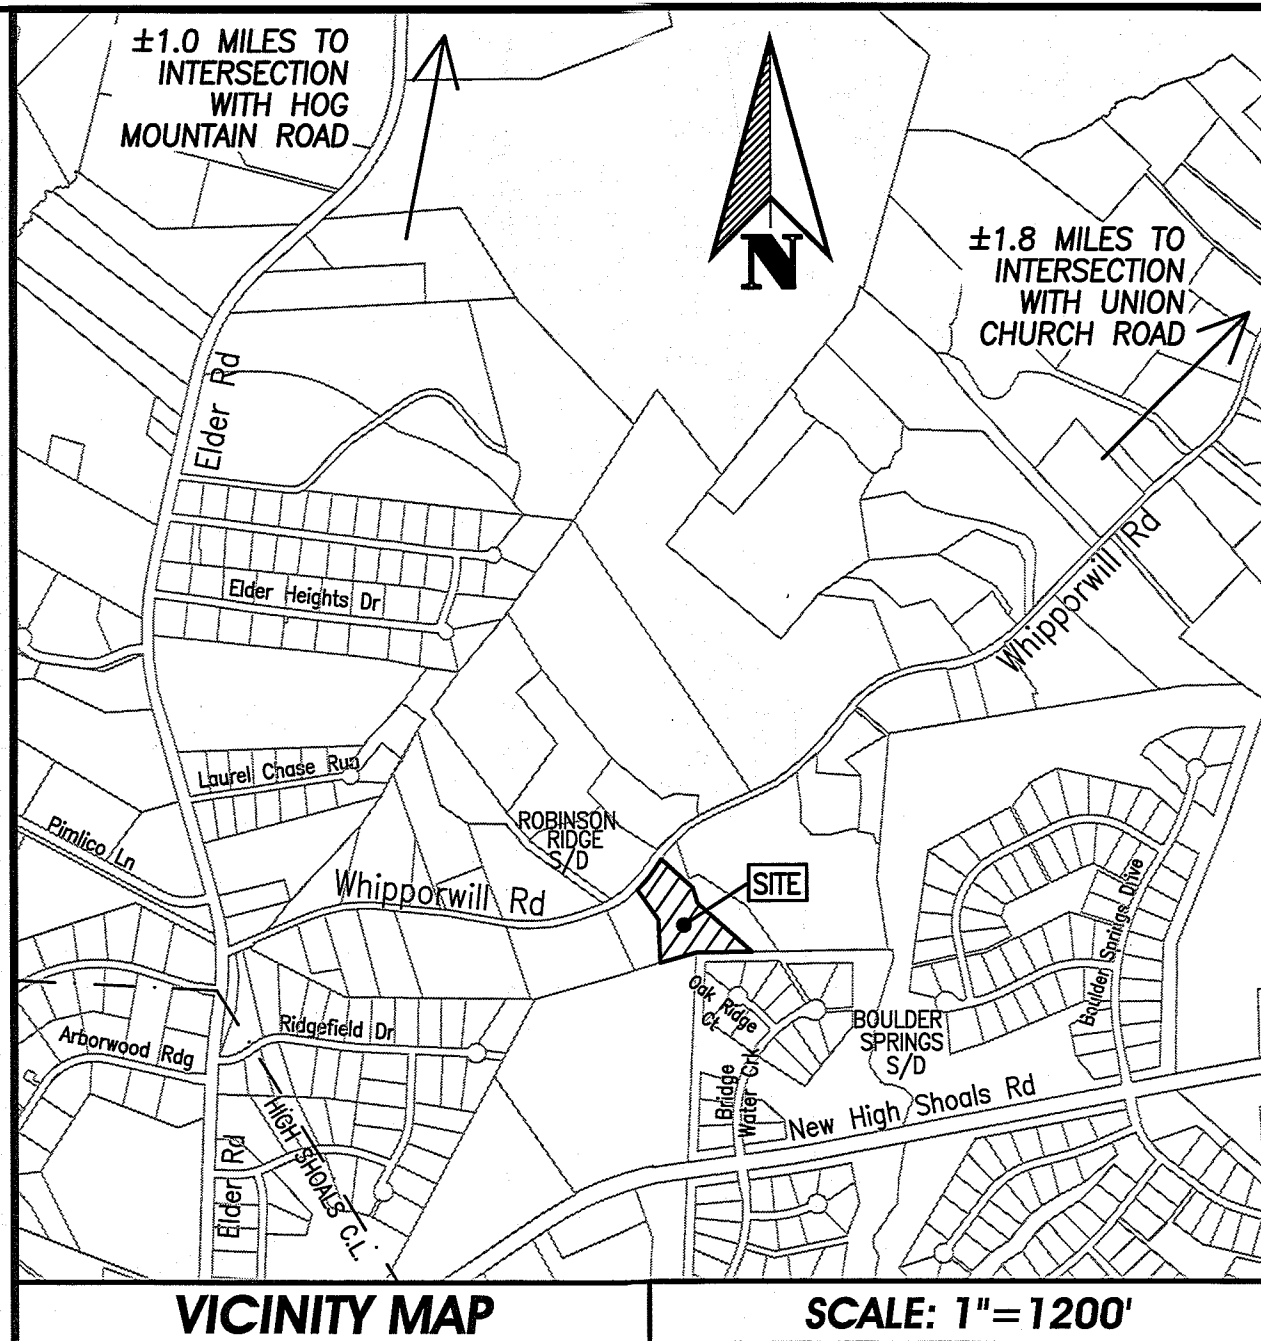 ±1.0 MILES TO
INTERSECTION
WITH HOG
MOUNTAIN ROAD
N
±1.8 MILES TO
INTERSECTION
WITH UNION
CHURCH ROAD
Elder Rd
Whipporwill Rd
Elder Heights Dr
Laurel Chase Run
Pimlico Ln
ROBINSON
RIDGE
S/D
Whipporwill Rd
SITE
Boulder Springs Drive
Oak Ridge
Ct
BOULDER
SPRINGS
S/D
Ridgefield Dr
Arborwood Rdg
Bridge
Water Crk
New High Shoals Rd
HIGH SHOALS C.L.
Elder Rd
VICINITY MAP
SCALE: 1"=1200'